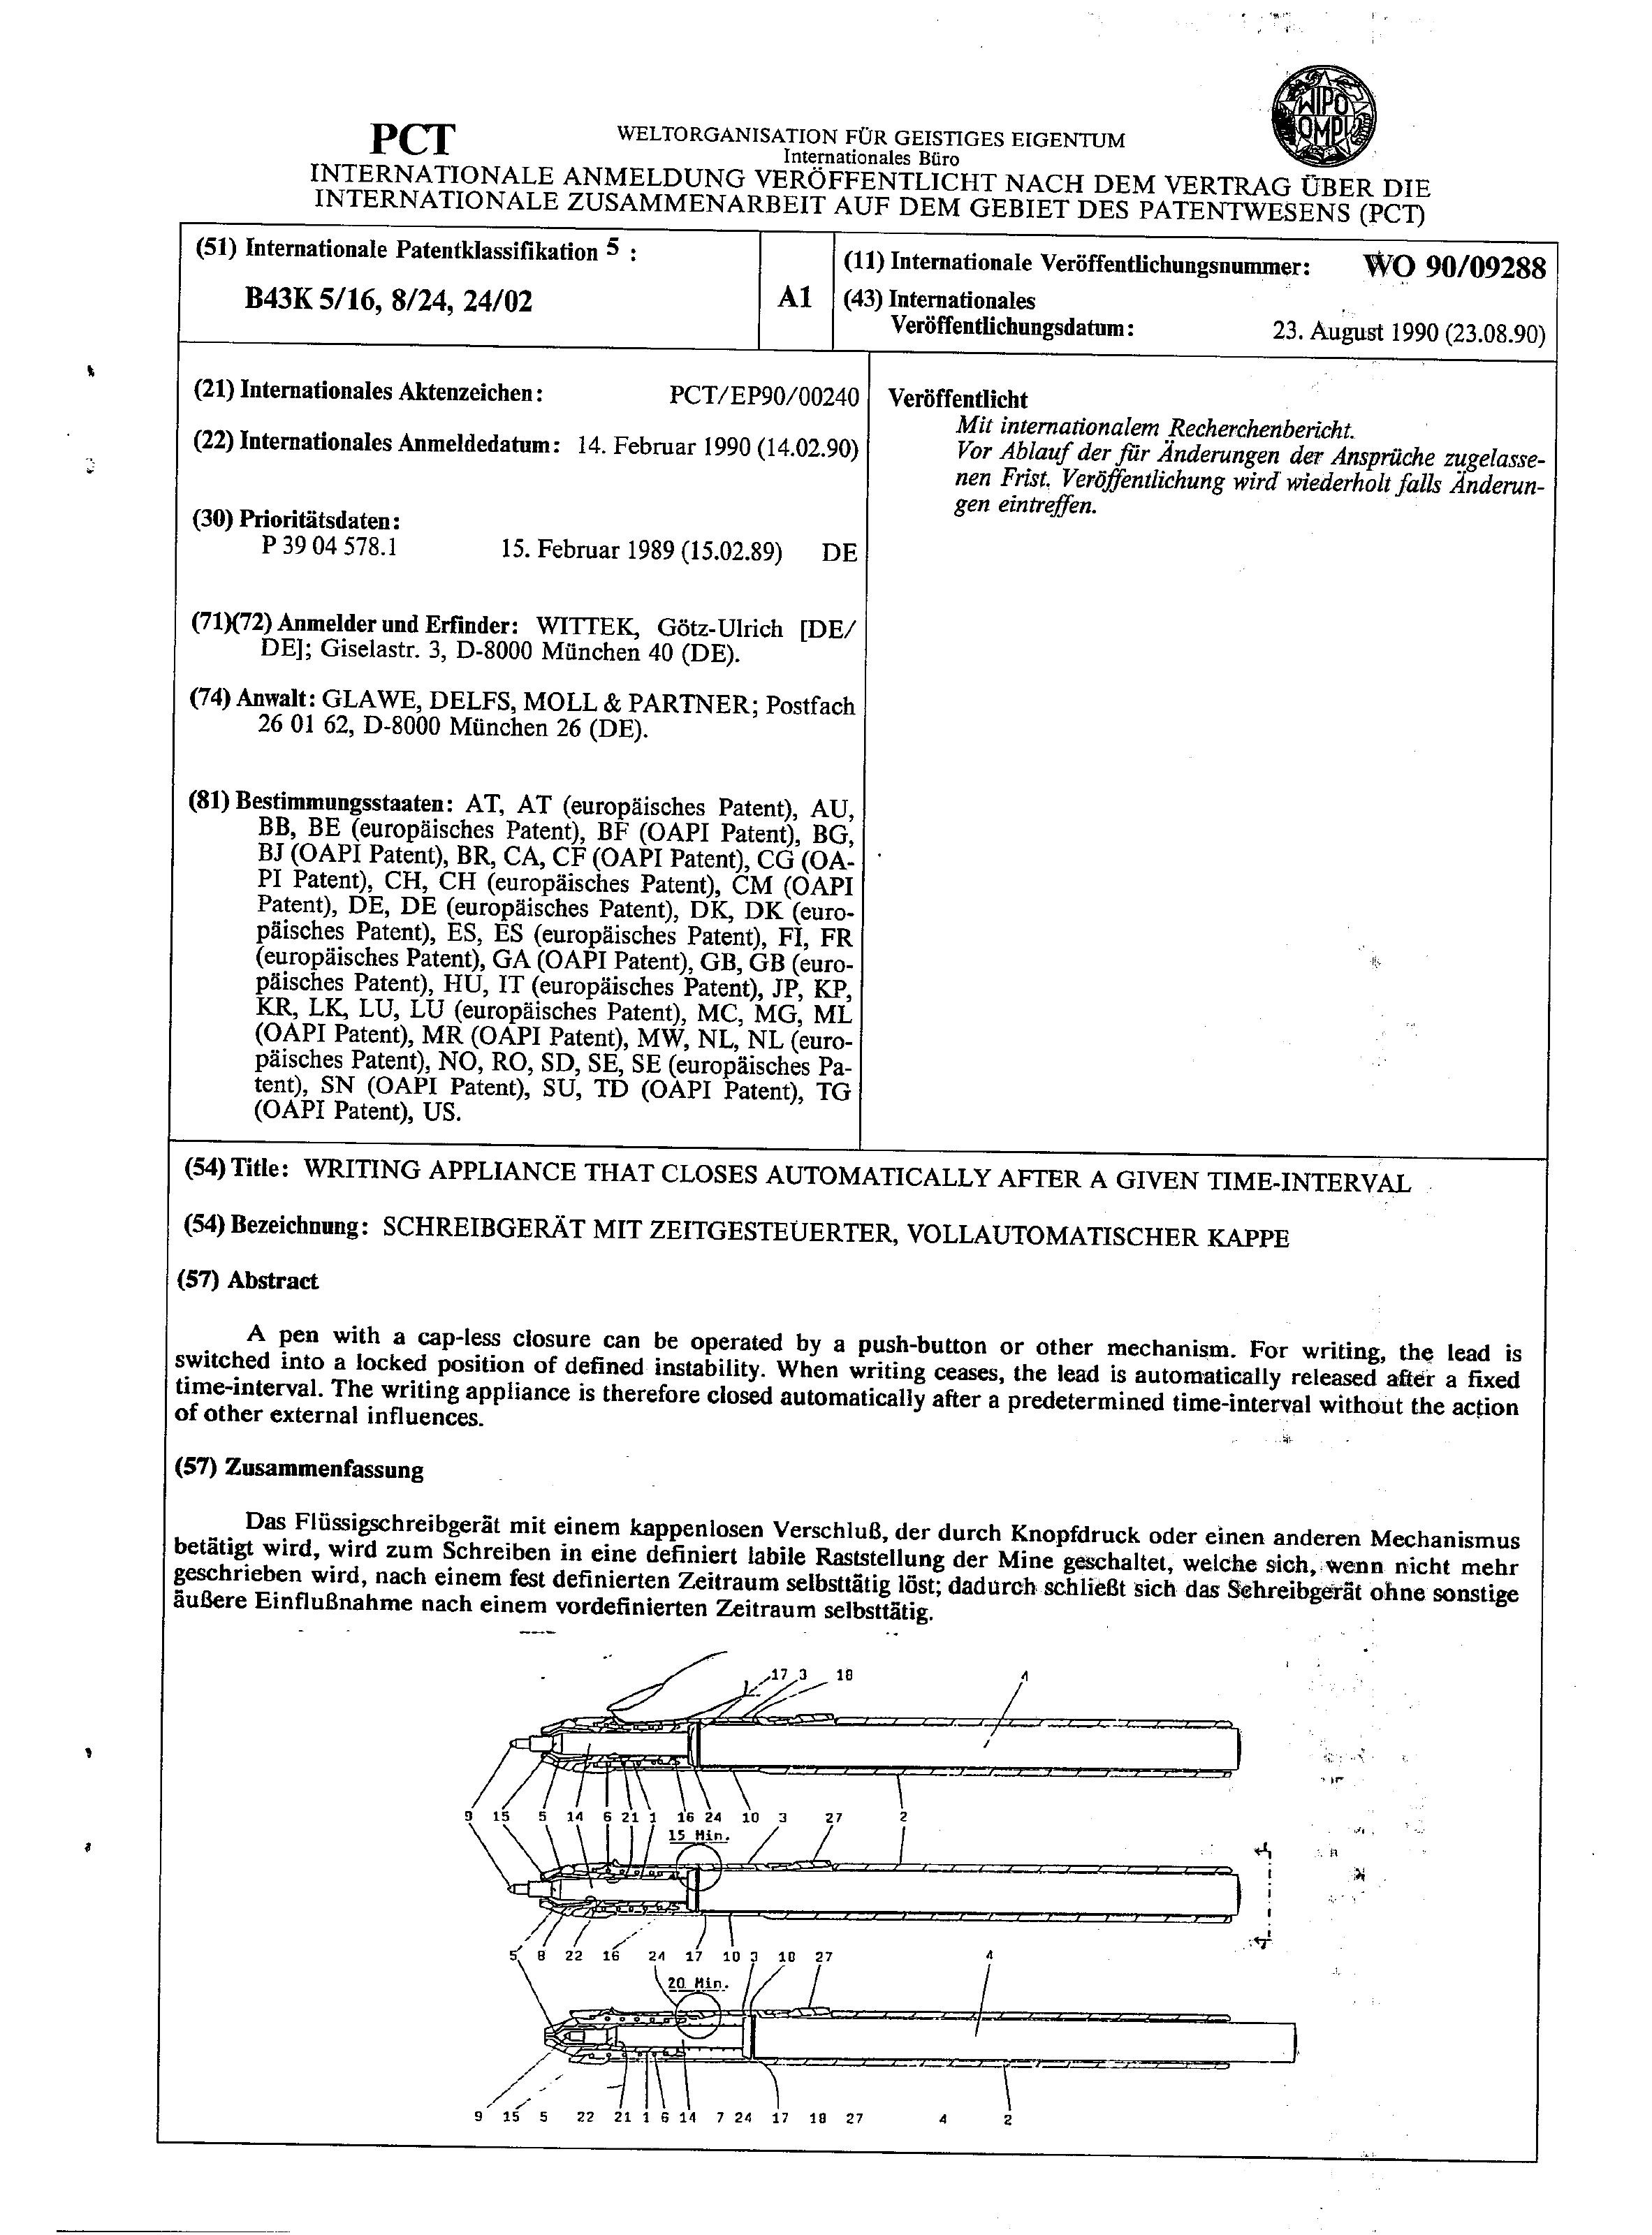 WIPO
OMPI
PCT
WELTORGANISATION FÜR GEISTIGES EIGENTUM
Internationales Büro
INTERNATIONALE ANMELDUNG VERÖFFENTLICHT NACH DEM VERTRAG ÜBER DIE
INTERNATIONALE ZUSAMMENARBEIT AUF DEM GEBIET DES PATENTWESENS (PCT)
(51) Internationale Patentklassifikation 5 :
B43K 5/16, 8/24, 24/02
A1
(11) Internationale Veröffentlichungsnummer: WO 90/09288
(43) Internationales
Veröffentlichungsdatum: 23. August 1990 (23.08.90)
(21) Internationales Aktenzeichen: PCT/EP90/00240
(22) Internationales Anmeldedatum: 14. Februar 1990 (14.02.90)
(30) Prioritätsdaten:
P 39 04 578.1 15. Februar 1989 (15.02.89) DE
(71)(72) Anmelder und Erfinder: WITTEK, Götz-Ulrich [DE/
DE]; Giselastr. 3, D-8000 München 40 (DE).
(74) Anwalt: GLAWE, DELFS, MOLL & PARTNER; Postfach
26 01 62, D-8000 München 26 (DE).
(81) Bestimmungsstaaten: AT, AT (europäisches Patent), AU,
BB, BE (europäisches Patent), BF (OAPI Patent), BG,
BJ (OAPI Patent), BR, CA, CF (OAPI Patent), CG (OA-
PI Patent), CH, CH (europäisches Patent), CM (OAPI
Patent), DE, DE (europäisches Patent), DK, DK (euro-
päisches Patent), ES, ES (europäisches Patent), FI, FR
(europäisches Patent), GA (OAPI Patent), GB, GB (euro-
päisches Patent), HU, IT (europäisches Patent), JP, KP,
KR, LK, LU, LU (europäisches Patent), MC, MG, ML
(OAPI Patent), MR (OAPI Patent), MW, NL, NL (euro-
päisches Patent), NO, RO, SD, SE, SE (europäisches Pa-
tent), SN (OAPI Patent), SU, TD (OAPI Patent), TG
(OAPI Patent), US.
Veröffentlicht
Mit internationalem Recherchenbericht.
Vor Ablauf der für Änderungen der Ansprüche zugelasse-
nen Frist. Veröffentlichung wird wiederholt falls Änderun-
gen eintreffen.
(54) Title: WRITING APPLIANCE THAT CLOSES AUTOMATICALLY AFTER A GIVEN TIME-INTERVAL
(54) Bezeichnung: SCHREIBGERÄT MIT ZEITGESTEUERTER, VOLLAUTOMATISCHER KAPPE
(57) Abstract
A pen with a cap-less closure can be operated by a push-button or other mechanism. For writing, the lead is
switched into a locked position of defined instability. When writing ceases, the lead is automatically released after a fixed
time-interval. The writing appliance is therefore closed automatically after a predetermined time-interval without the action
of other external influences.
(57) Zusammenfassung
Das Flüssigschreibgerät mit einem kappenlosen Verschluß, der durch Knopfdruck oder einen anderen Mechanismus
betätigt wird, wird zum Schreiben in eine definiert labile Raststellung der Mine geschaltet, welche sich, wenn nicht mehr
geschrieben wird, nach einem fest definierten Zeitraum selbsttätig löst; dadurch schließt sich das Schreibgerät ohne sonstige
äußere Einflußnahme nach einem vordefinierten Zeitraum selbsttätig.
17 3 18 4
9 15 5 14 6 21 1 16 24 10 3 27 2
15 Min.
5 8 22 16 24 17 10 3 18 27 4
20 Min.
9 15 5 22 21 1 6 14 7 24 17 18 27 4 2